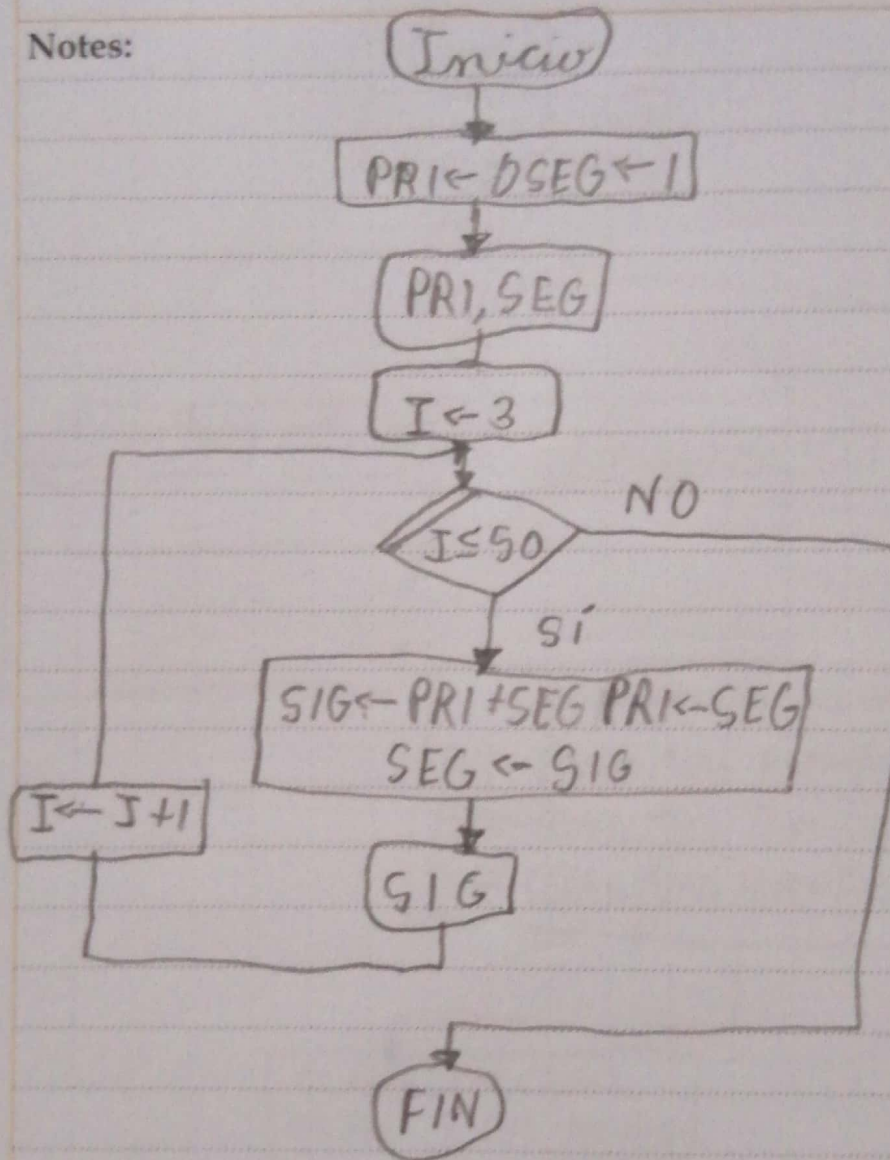 Notes:
Inicio
PRI←0SEG←1
PRI, SEG
I←3
I≤50
NO
SÍ
SIG←PRI+SEG PRI←SEG
SEG←SIG
I←I+1
SIG
FIN